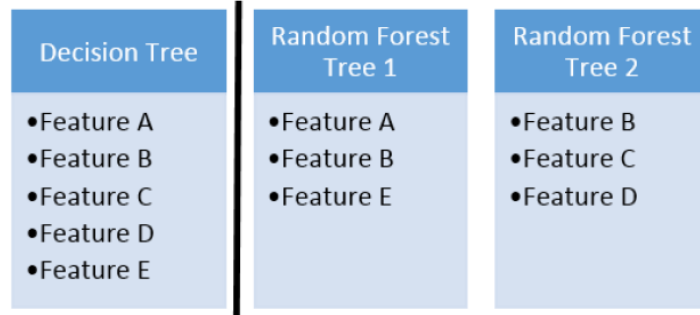 Decision Tree
•Feature A
•Feature B
•Feature C
•Feature D
•Feature E
Random Forest
Tree 1
•Feature A
•Feature B
•Feature E
Random Forest
Tree 2
•Feature B
•Feature C
•Feature D